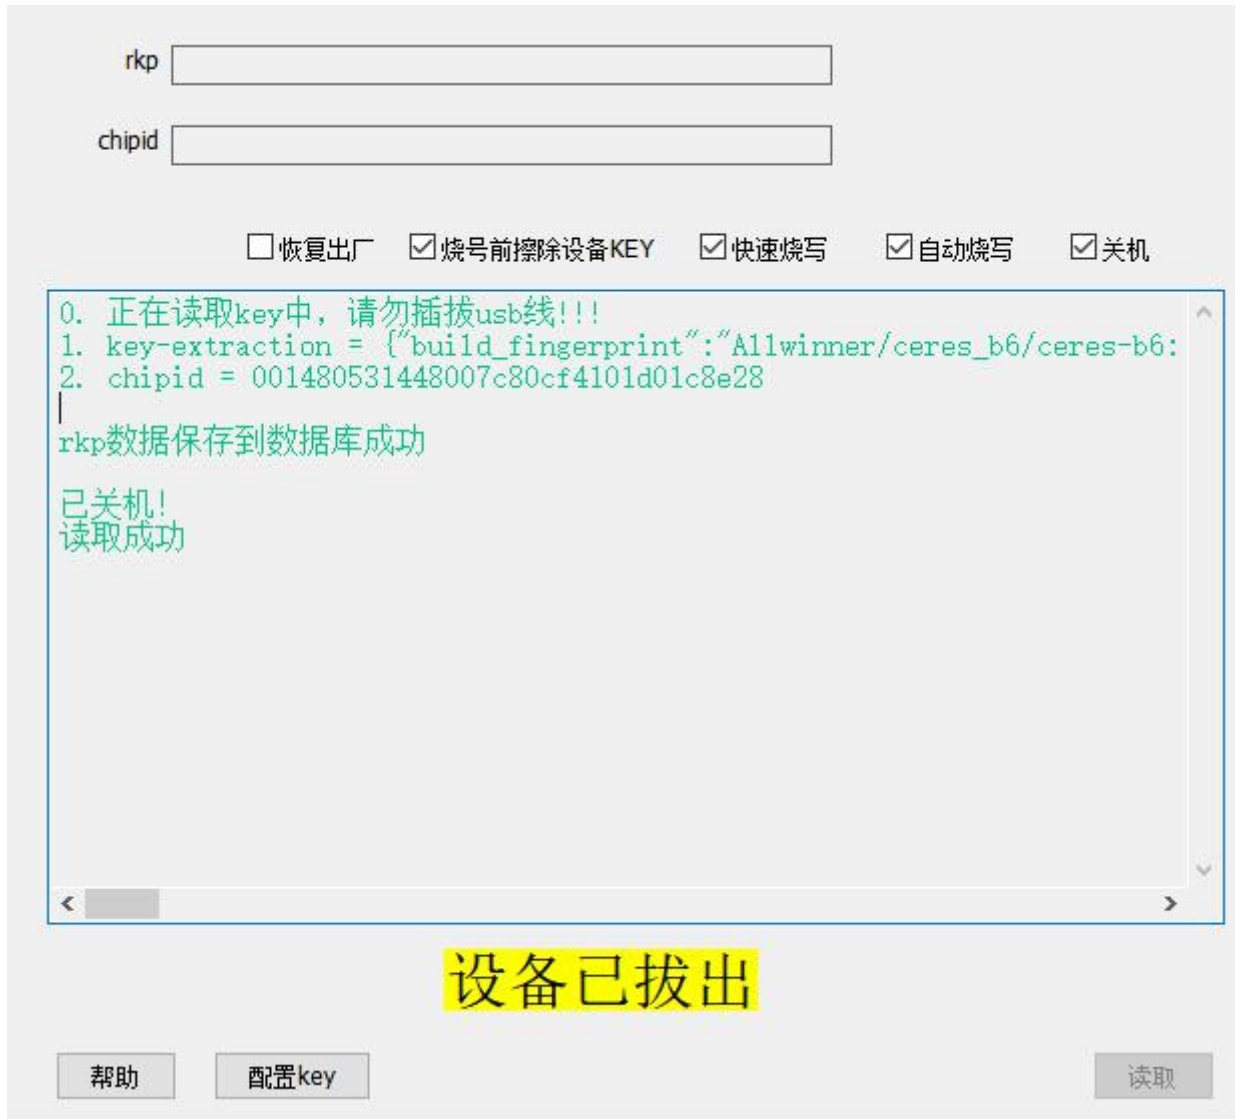 rkp
chipid
恢复出厂 烧号前擦除设备KEY 快速烧写 自动烧写 关机
0. 正在读取key中, 请勿插拔usb线!!!
1. key-extraction = {"build_fingerprint":"Allwinner/ceres_b6/ceres-b6:
2. chipid = 001480531448007c80cf4101d01c8e28
rkp数据保存到数据库成功
已关机!
读取成功
设备已拔出
帮助 配置key 读取